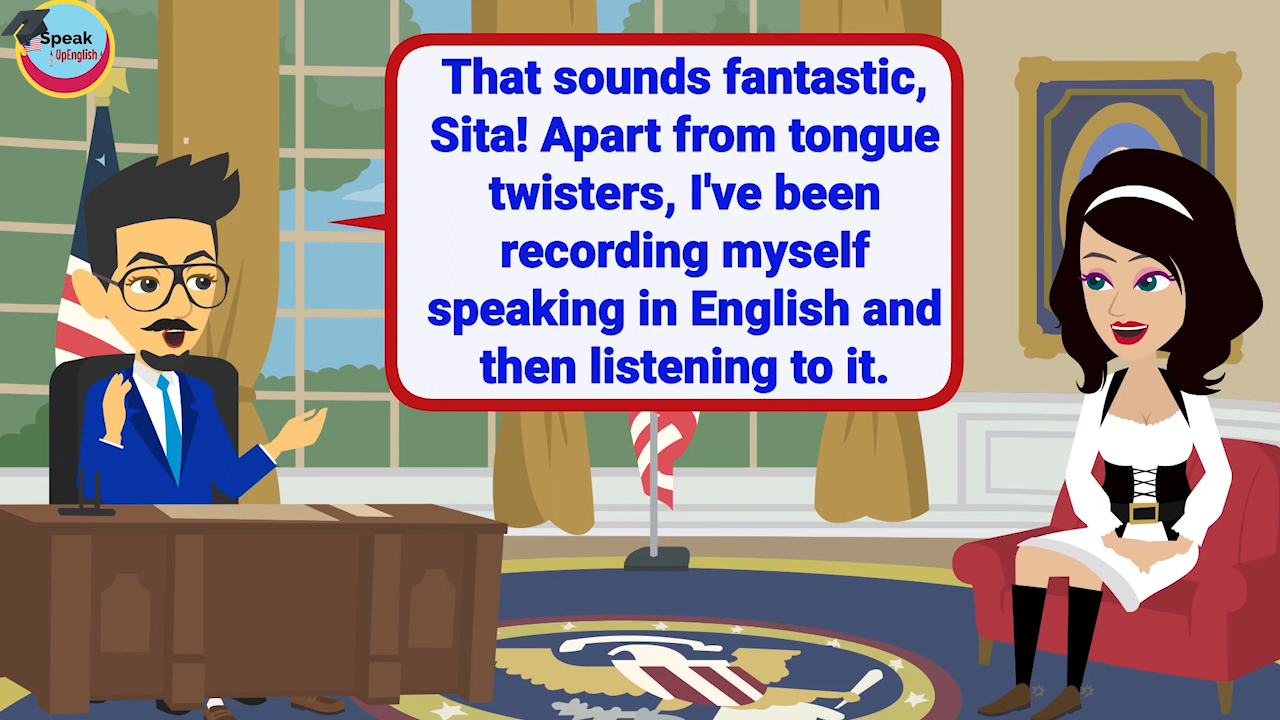 Speak
UpEnglish
That sounds fantastic,
Sita! Apart from tongue
twisters, I've been
recording myself
speaking in English and
then listening to it.